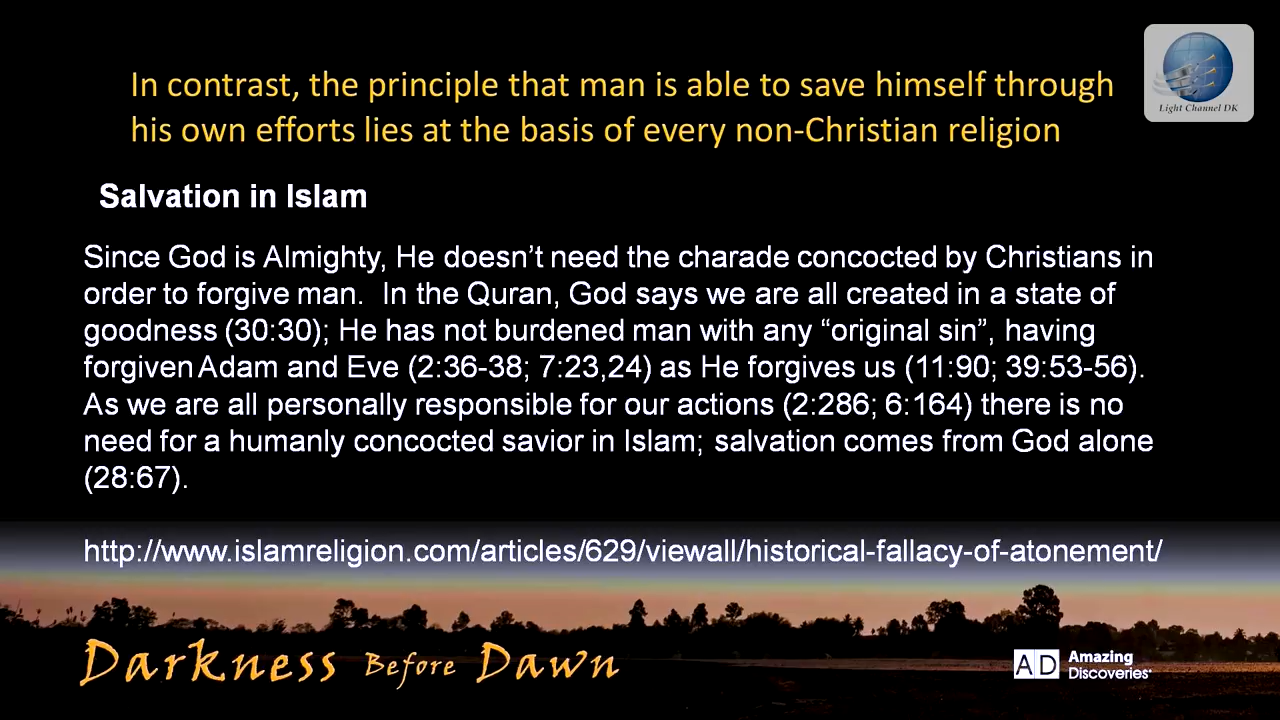 Light Channel DK
In contrast, the principle that man is able to save himself through
his own efforts lies at the basis of every non-Christian religion
Salvation in Islam
Since God is Almighty, He doesn’t need the charade concocted by Christians in
order to forgive man.  In the Quran, God says we are all created in a state of
goodness (30:30); He has not burdened man with any “original sin”, having
forgiven Adam and Eve (2:36-38; 7:23,24) as He forgives us (11:90; 39:53-56).
As we are all personally responsible for our actions (2:286; 6:164) there is no
need for a humanly concocted savior in Islam; salvation comes from God alone
(28:67).
http://www.islamreligion.com/articles/629/viewall/historical-fallacy-of-atonement/
Darkness Before Dawn
AD Amazing
Discoveries